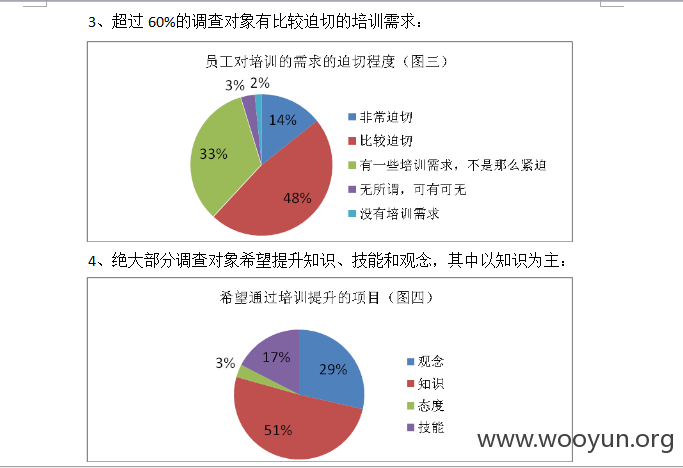 3、超过 60%的调查对象有比较迫切的培训需求：
员工对培训的需求的迫切程度（图三）
3% 2%
14%
33%
48%
非常迫切
比较迫切
有一些培训需求，不是那么紧迫
无所谓，可有可无
没有培训需求
4、绝大部分调查对象希望提升知识、技能和观念，其中以知识为主：
希望通过培训提升的项目（图四）
17%
3%
29%
51%
观念
知识
态度
技能
www.wooyun.org